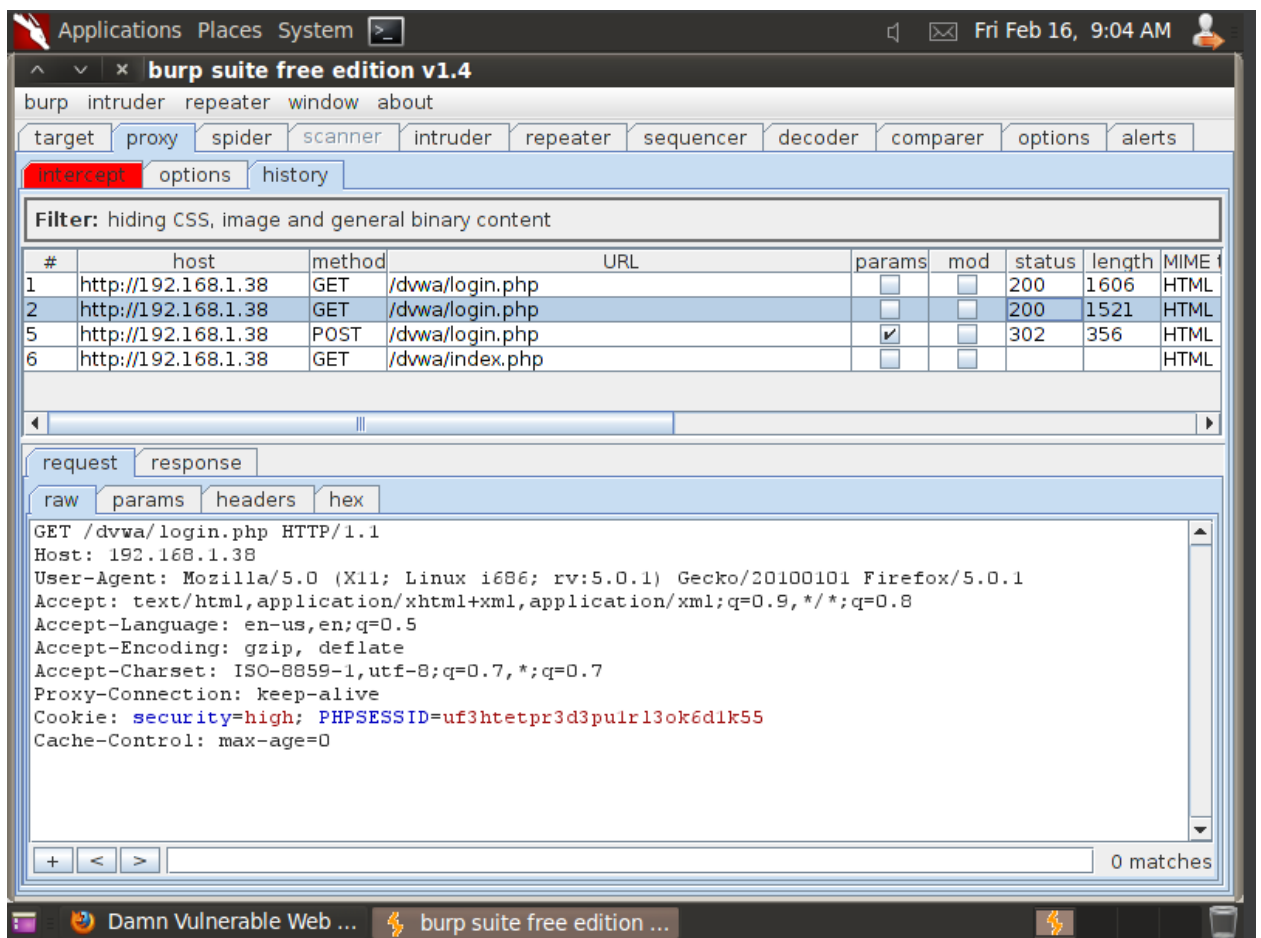 Applications Places System Fri Feb 16, 9:04 AM
burp suite free edition v1.4
burp intruder repeater window about
target proxy spider scanner intruder repeater sequencer decoder comparer options alerts
intercept options history
Filter: hiding CSS, image and general binary content
# host method URL params mod status length MIME t
1 http://192.168.1.38 GET /dvwa/login.php 200 1606 HTML
2 http://192.168.1.38 GET /dvwa/login.php 200 1521 HTML
5 http://192.168.1.38 POST /dvwa/login.php 302 356 HTML
6 http://192.168.1.38 GET /dvwa/index.php HTML
request response
raw params headers hex
GET /dvwa/login.php HTTP/1.1
Host: 192.168.1.38
User-Agent: Mozilla/5.0 (X11; Linux i686; rv:5.0.1) Gecko/20100101 Firefox/5.0.1
Accept: text/html,application/xhtml+xml,application/xml;q=0.9,*/*;q=0.8
Accept-Language: en-us,en;q=0.5
Accept-Encoding: gzip, deflate
Accept-Charset: ISO-8859-1,utf-8;q=0.7,*;q=0.7
Proxy-Connection: keep-alive
Cookie: security=high; PHPSESSID=uf3htetpr3d3pu1rl3ok6d1k55
Cache-Control: max-age=0
+ < > 0 matches
Damn Vulnerable Web ... burp suite free edition ...